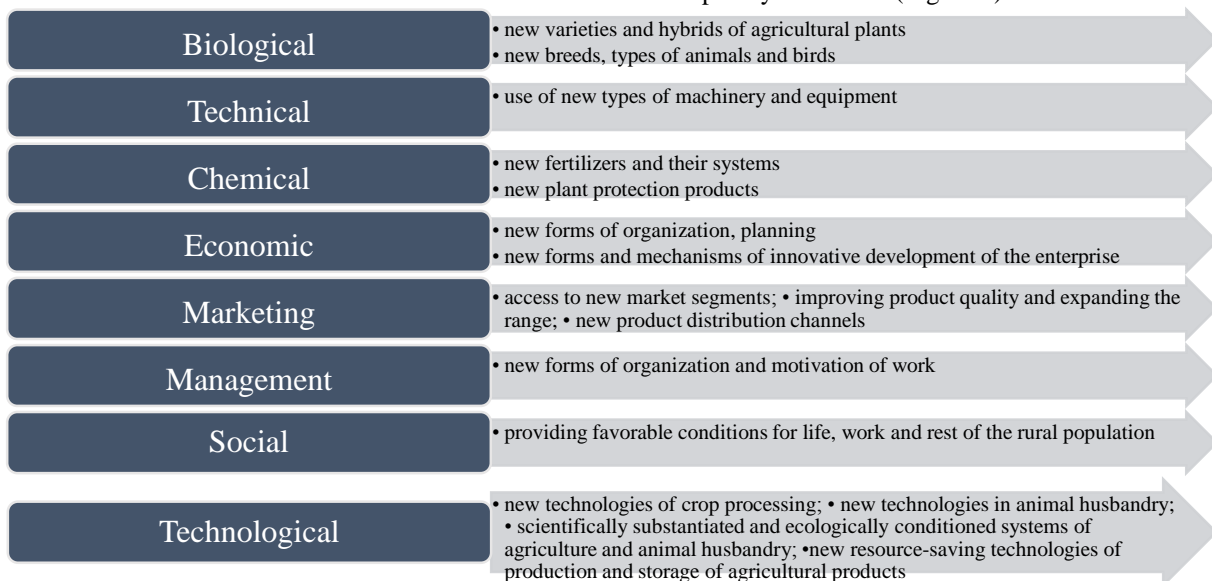 Biological
• new varieties and hybrids of agricultural plants
• new breeds, types of animals and birds
Technical
• use of new types of machinery and equipment
Chemical
• new fertilizers and their systems
• new plant protection products
Economic
• new forms of organization, planning
• new forms and mechanisms of innovative development of the enterprise
Marketing
• access to new market segments; • improving product quality and expanding the
range; • new product distribution channels
Management
• new forms of organization and motivation of work
Social
• providing favorable conditions for life, work and rest of the rural population
Technological
• new technologies of crop processing; • new technologies in animal husbandry;
• scientifically substantiated and ecologically conditioned systems of
agriculture and animal husbandry; •new resource-saving technologies of
production and storage of agricultural products